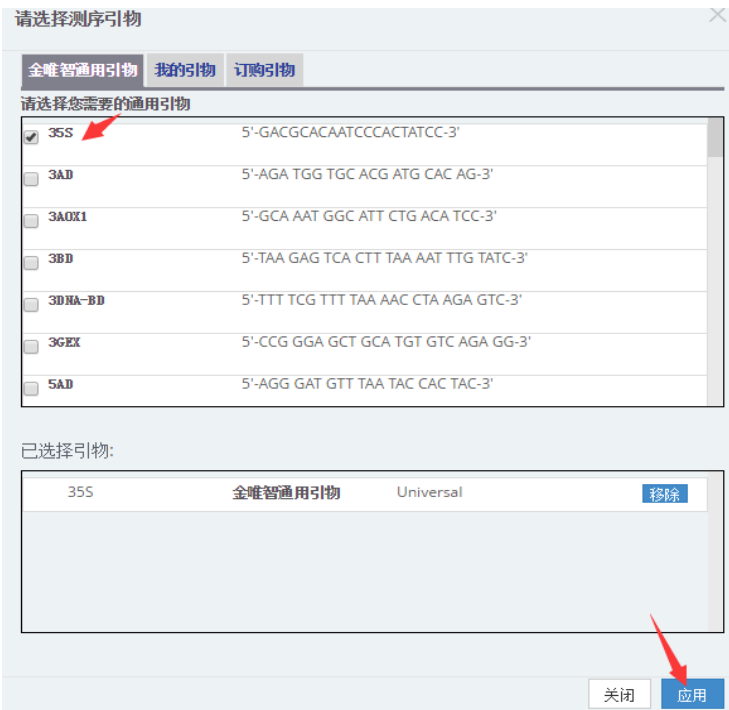 请选择测序引物
金唯智通用引物 我的引物 订购引物
请选择您需要的通用引物
35S 5'-GACGCACAATCCCACTATCC-3'
3AD 5'-AGA TGG TGC ACG ATG CAC AG-3'
3AOX1 5'-GCA AAT GGC ATT CTG ACA TCC-3'
3BD 5'-TAA GAG TCA CTT TAA AAT TTG TATC-3'
3DNA-BD 5'-TTT TCG TTT TAA AAC CTA AGA GTC-3'
3GEX 5'-CCG GGA GCT GCA TGT GTC AGA GG-3'
5AD 5'-AGG GAT GTT TAA TAC CAC TAC-3'
已选择引物:
35S 金唯智通用引物 Universal 移除
关闭 应用